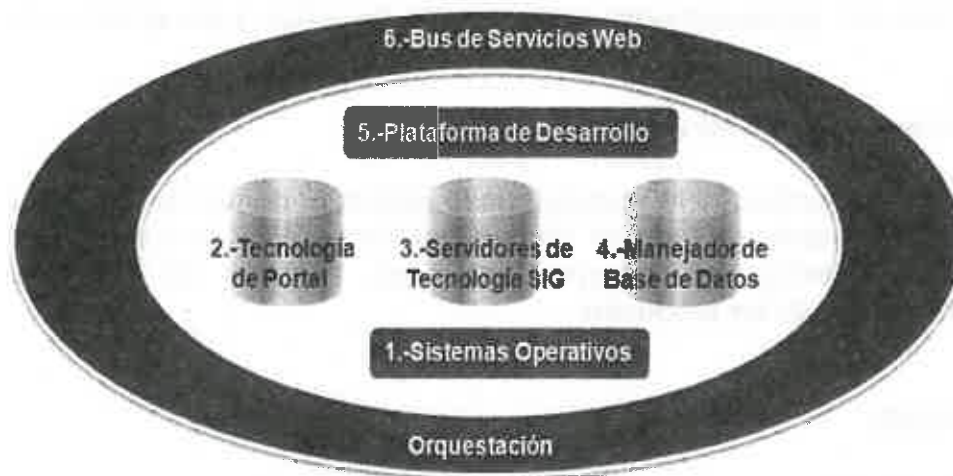 6.-Bus de Servicios Web
5.-Plataforma de Desarrollo
2.-Tecnología
de Portal
3.-Servidores de
Tecnología SIG
4.-Manejador de
Base de Datos
1.-Sistemas Operativos
Orquestación